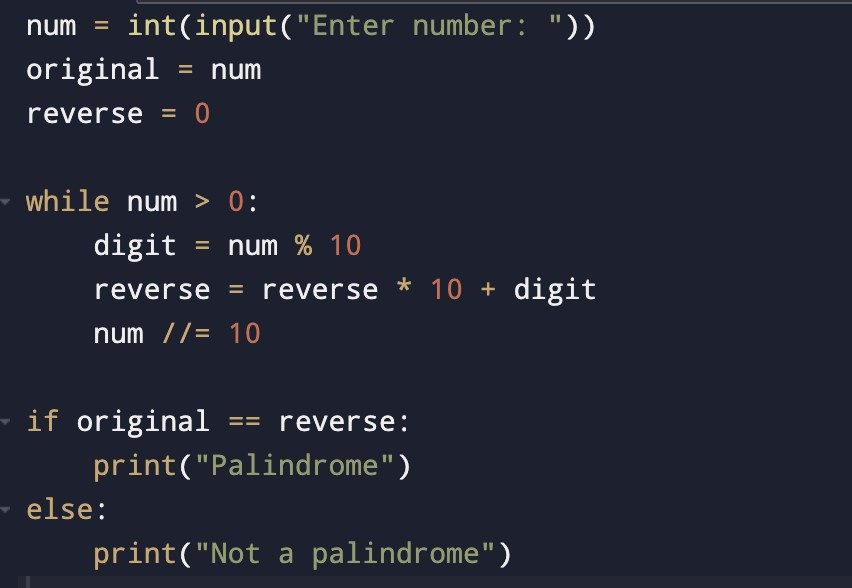 num = int(input("Enter number: "))
original = num
reverse = 0

while num > 0:
    digit = num % 10
    reverse = reverse * 10 + digit
    num //= 10

if original == reverse:
    print("Palindrome")
else:
    print("Not a palindrome")